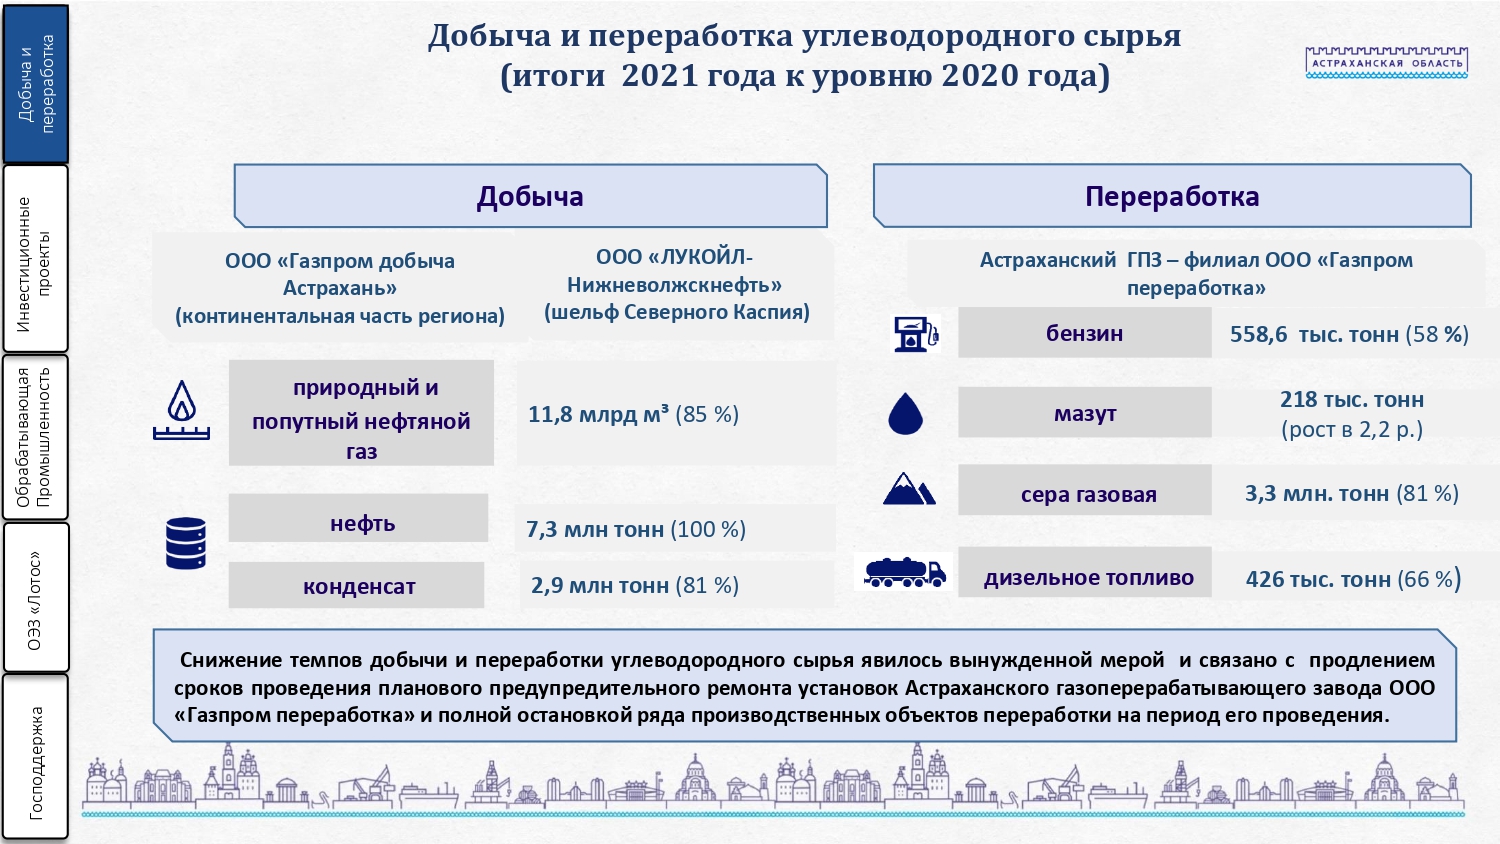 Добыча и переработка углеводородного сырья
(итоги 2021 года к уровню 2020 года)
АСТРАХАНСКАЯ ОБЛАСТЬ
Добыча и
переработка
Инвестиционные
проекты
Обрабатывающая
Промышленность
ОЭЗ «Лотос»
Господдержка
Добыча
ООО «Газпром добыча
Астрахань»
(континентальная часть региона)
ООО «ЛУКОЙЛ-
Нижневолжскнефть»
(шельф Северного Каспия)
природный и
попутный нефтяной
газ
11,8 млрд м³ (85 %)
нефть
7,3 млн тонн (100 %)
конденсат
2,9 млн тонн (81 %)
Переработка
Астраханский ГПЗ – филиал ООО «Газпром
переработка»
бензин
558,6 тыс. тонн (58 %)
мазут
218 тыс. тонн
(рост в 2,2 р.)
сера газовая
3,3 млн. тонн (81 %)
дизельное топливо
426 тыс. тонн (66 %)
Снижение темпов добычи и переработки углеводородного сырья явилось вынужденной мерой и связано с продлением
сроков проведения планового предупредительного ремонта установок Астраханского газоперерабатывающего завода ООО
«Газпром переработка» и полной остановкой ряда производственных объектов переработки на период его проведения.